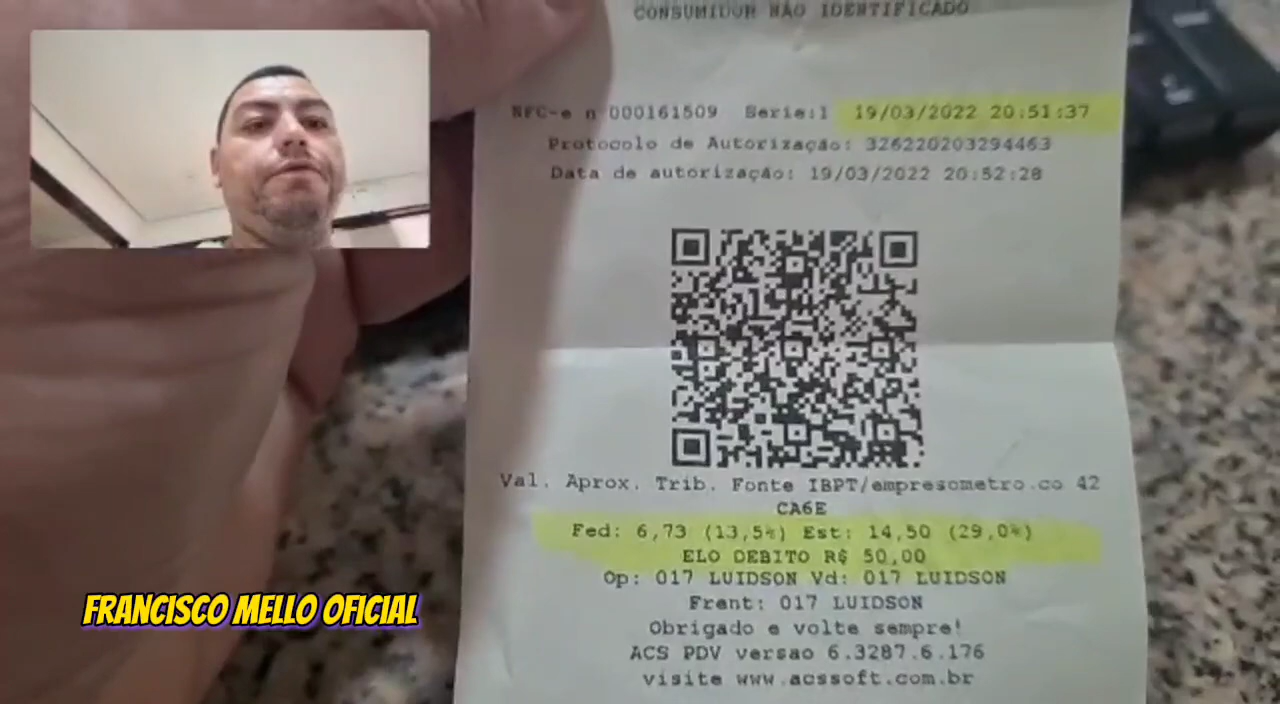 CONSUMIDOR NÃO IDENTIFICADO
NFC-e n 000161509 Serie:1 19/03/2022 20:51:37
Protocolo de Autorização: 326220203294463
Data de autorização: 19/03/2022 20:52:28
Val. Aprox. Trib. Fonte IBPT/empresometro.co 42
CA6E
Fed: 6,73 (13,5%) Est: 14,50 (29,0%)
ELO DEBITO R$ 50,00
Op: 017 LUIDSON Vd: 017 LUIDSON
Frent: 017 LUIDSON
Obrigado e volte sempre!
ACS PDV versao 6.3287.6.176
visite www.acssoft.com.br
FRANCISCO MELLO OFICIAL